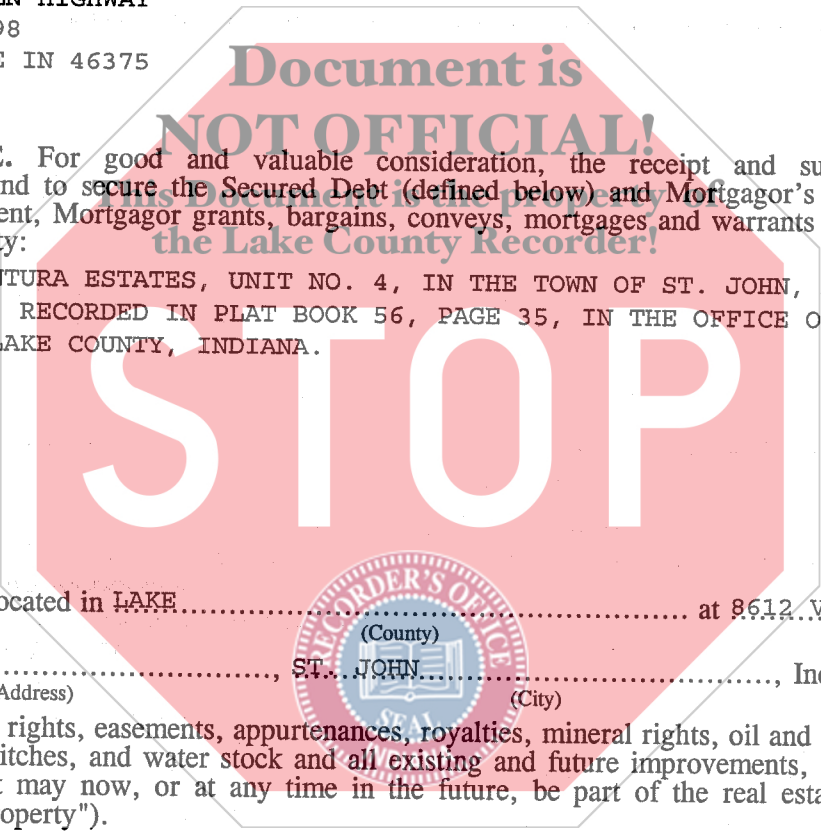 EN HIGHWAY
98
E IN 46375
Document is
NOT OFFICIAL!
This Document is the property of
the Lake County Recorder!
E. For good and valuable consideration, the receipt and su
nd to secure the Secured Debt (defined below) and Mortgagor's
ent, Mortgagor grants, bargains, conveys, mortgages and warrants
ty:
NTURA ESTATES, UNIT NO. 4, IN THE TOWN OF ST. JOHN,
RECORDED IN PLAT BOOK 56, PAGE 35, IN THE OFFICE O
LAKE COUNTY, INDIANA.
STOP
ocated in LAKE at 8612 V
(County)
ST. JOHN, In
Address) (City)
rights, easements, appurtenances, royalties, mineral rights, oil and
itches, and water stock and all existing and future improvements,
t may now, or at any time in the future, be part of the real esta
operty").
RECORDER'S OFFICE
SEAL